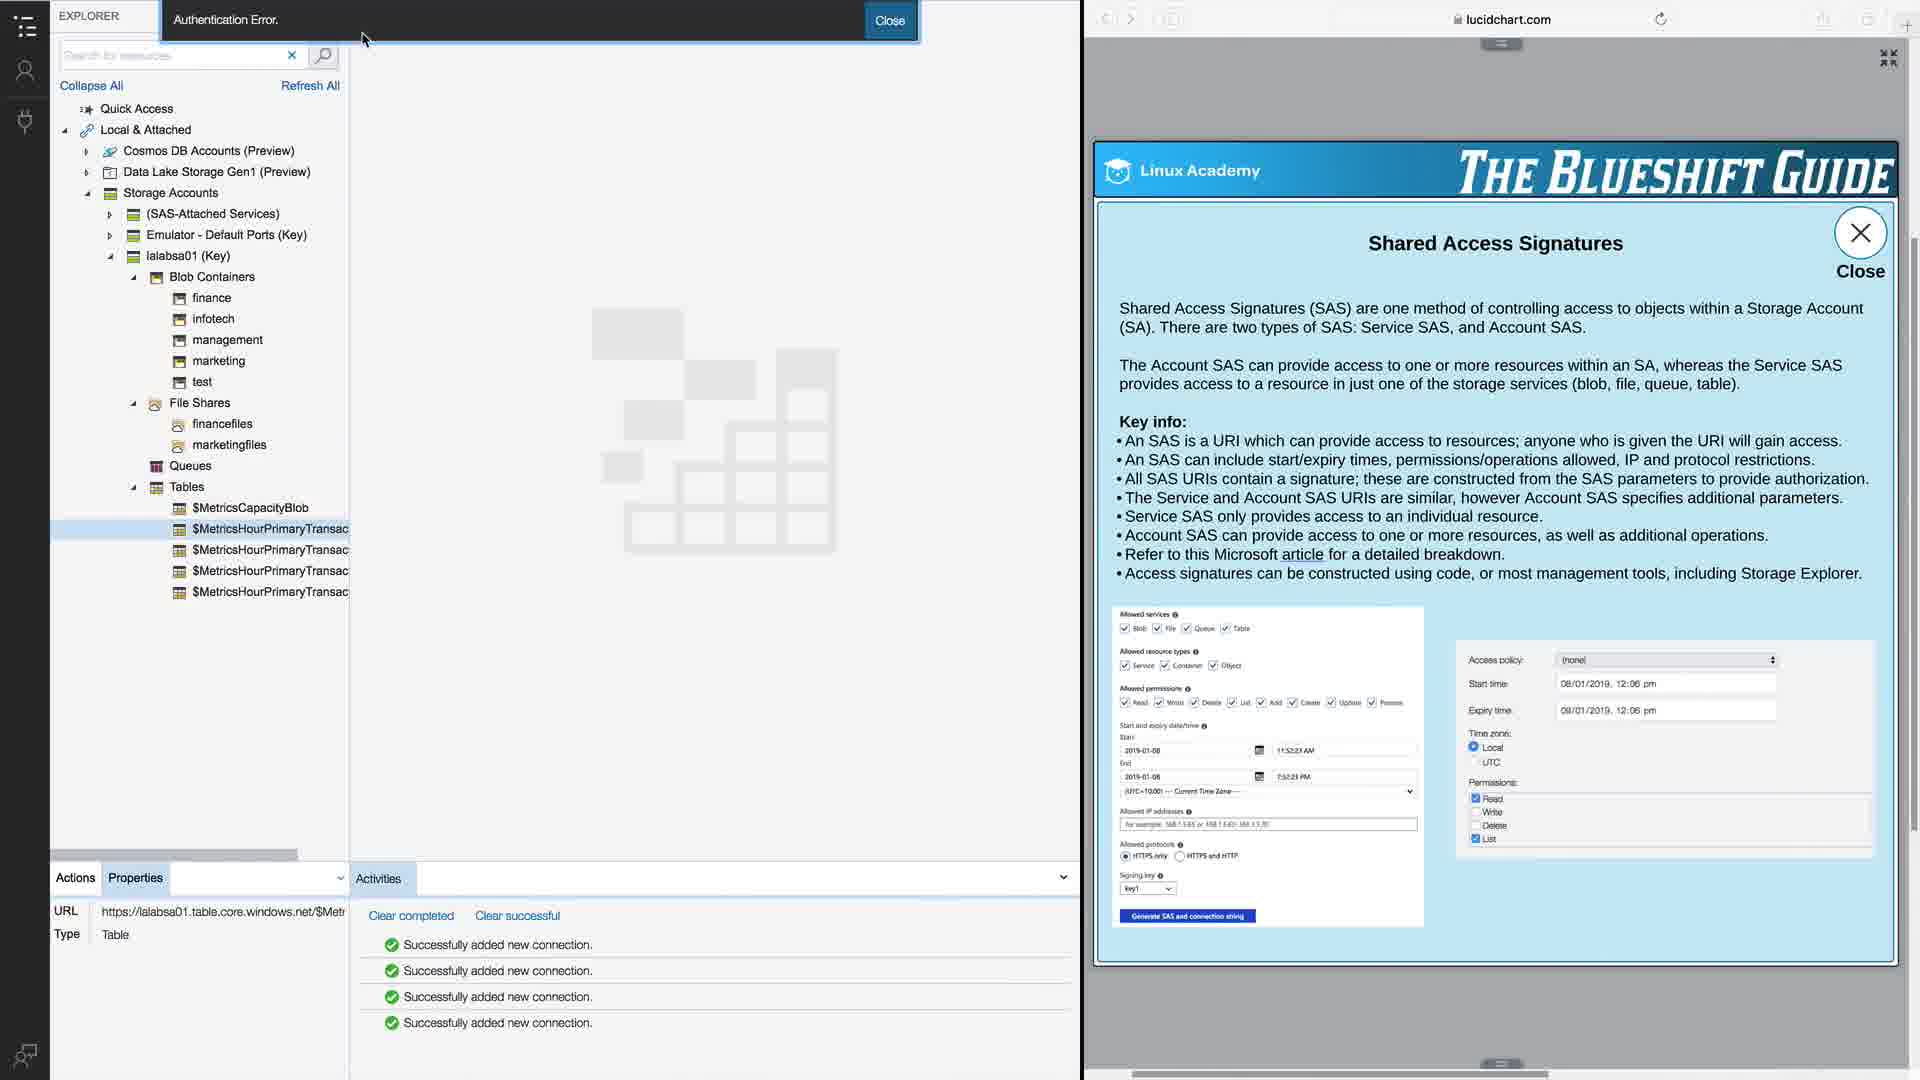 EXPLORER
Authentication Error.
Close
Search for resources
Collapse All
Refresh All
Quick Access
Local & Attached
Cosmos DB Accounts (Preview)
Data Lake Storage Gen1 (Preview)
Storage Accounts
(SAS-Attached Services)
Emulator - Default Ports (Key)
lalabsa01 (Key)
Blob Containers
finance
infotech
management
marketing
test
File Shares
financefiles
marketingfiles
Queues
Tables
$MetricsCapacityBlob
$MetricsHourPrimaryTransac
$MetricsHourPrimaryTransac
$MetricsHourPrimaryTransac
$MetricsHourPrimaryTransac
Actions
Properties
URL https://lalabsa01.table.core.windows.net/$Metr
Type Table
Activities
Clear completed
Clear successful
Successfully added new connection.
Successfully added new connection.
Successfully added new connection.
Successfully added new connection.
lucidchart.com
Linux Academy
THE BLUESHIFT GUIDE
Shared Access Signatures
Close
Shared Access Signatures (SAS) are one method of controlling access to objects within a Storage Account
(SA). There are two types of SAS: Service SAS, and Account SAS.
The Account SAS can provide access to one or more resources within an SA, whereas the Service SAS
provides access to a resource in just one of the storage services (blob, file, queue, table).
Key info:
• An SAS is a URI which can provide access to resources; anyone who is given the URI will gain access.
• An SAS can include start/expiry times, permissions/operations allowed, IP and protocol restrictions.
• All SAS URIs contain a signature; these are constructed from the SAS parameters to provide authorization.
• The Service and Account SAS URIs are similar, however Account SAS specifies additional parameters.
• Service SAS only provides access to an individual resource.
• Account SAS can provide access to one or more resources, as well as additional operations.
• Refer to this Microsoft article for a detailed breakdown.
• Access signatures can be constructed using code, or most management tools, including Storage Explorer.
Allowed services
Blob File Queue Table
Allowed resource types
Service Container Object
Allowed permissions
Read Write Delete List Add Create Update Process
Start and expiry date/time
Start
2019-01-08 11:52:23 AM
End
2019-01-08 7:52:23 PM
(UTC+10:00) --- Current Time Zone ---
Allowed IP addresses
Allowed protocols
HTTPS only HTTPS and HTTP
Signing key
key1
Generate SAS and connection string
Access policy: (none)
Start time: 08/01/2019, 12:06 pm
Expiry time: 09/01/2019, 12:06 pm
Time zone:
Local
UTC
Permissions:
Read
Write
Delete
List